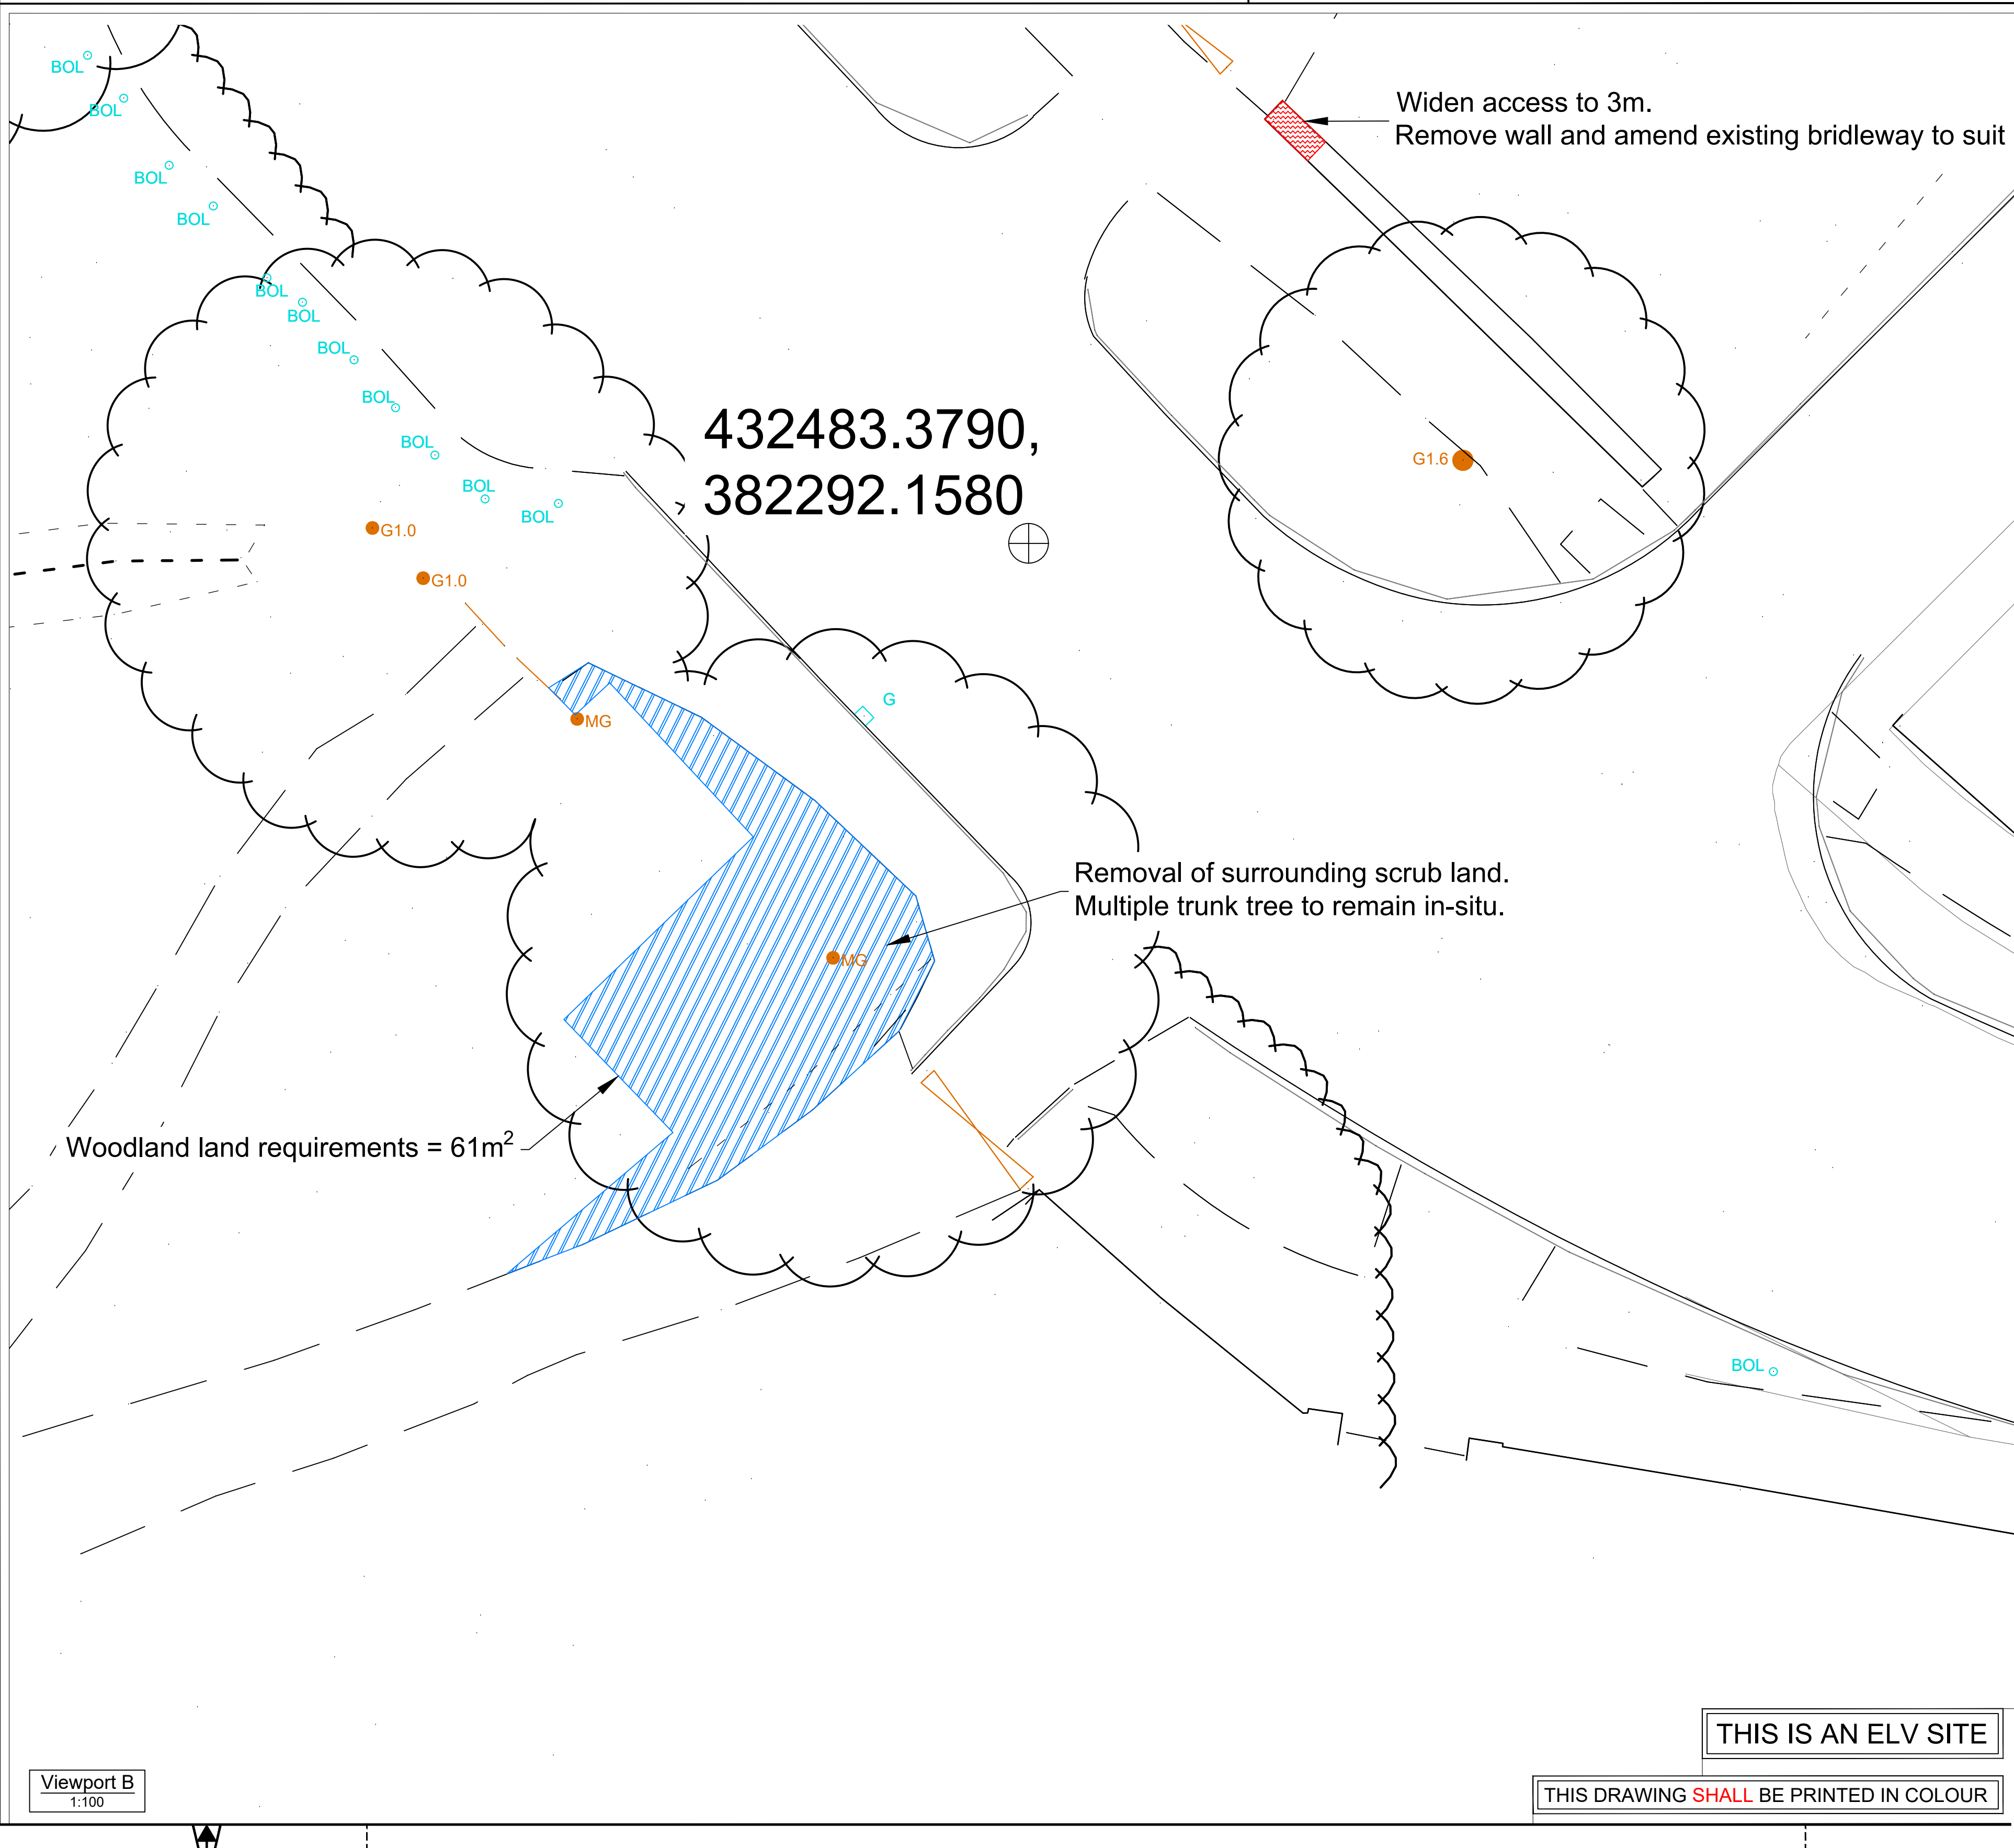 BOL
BOL
Widen access to 3m.
Remove wall and amend existing bridleway to suit
BOL
BOL
BOL
BOL
BOL
BOL
432483.3790,
382292.1580
BOL
G1.6
BOL
BOL
G1.0
G1.0
G
MG
Removal of surrounding scrub land.
Multiple trunk tree to remain in-situ.
MG
Woodland land requirements = 61m²
BOL
THIS IS AN ELV SITE
Viewport B
1:100
THIS DRAWING SHALL BE PRINTED IN COLOUR